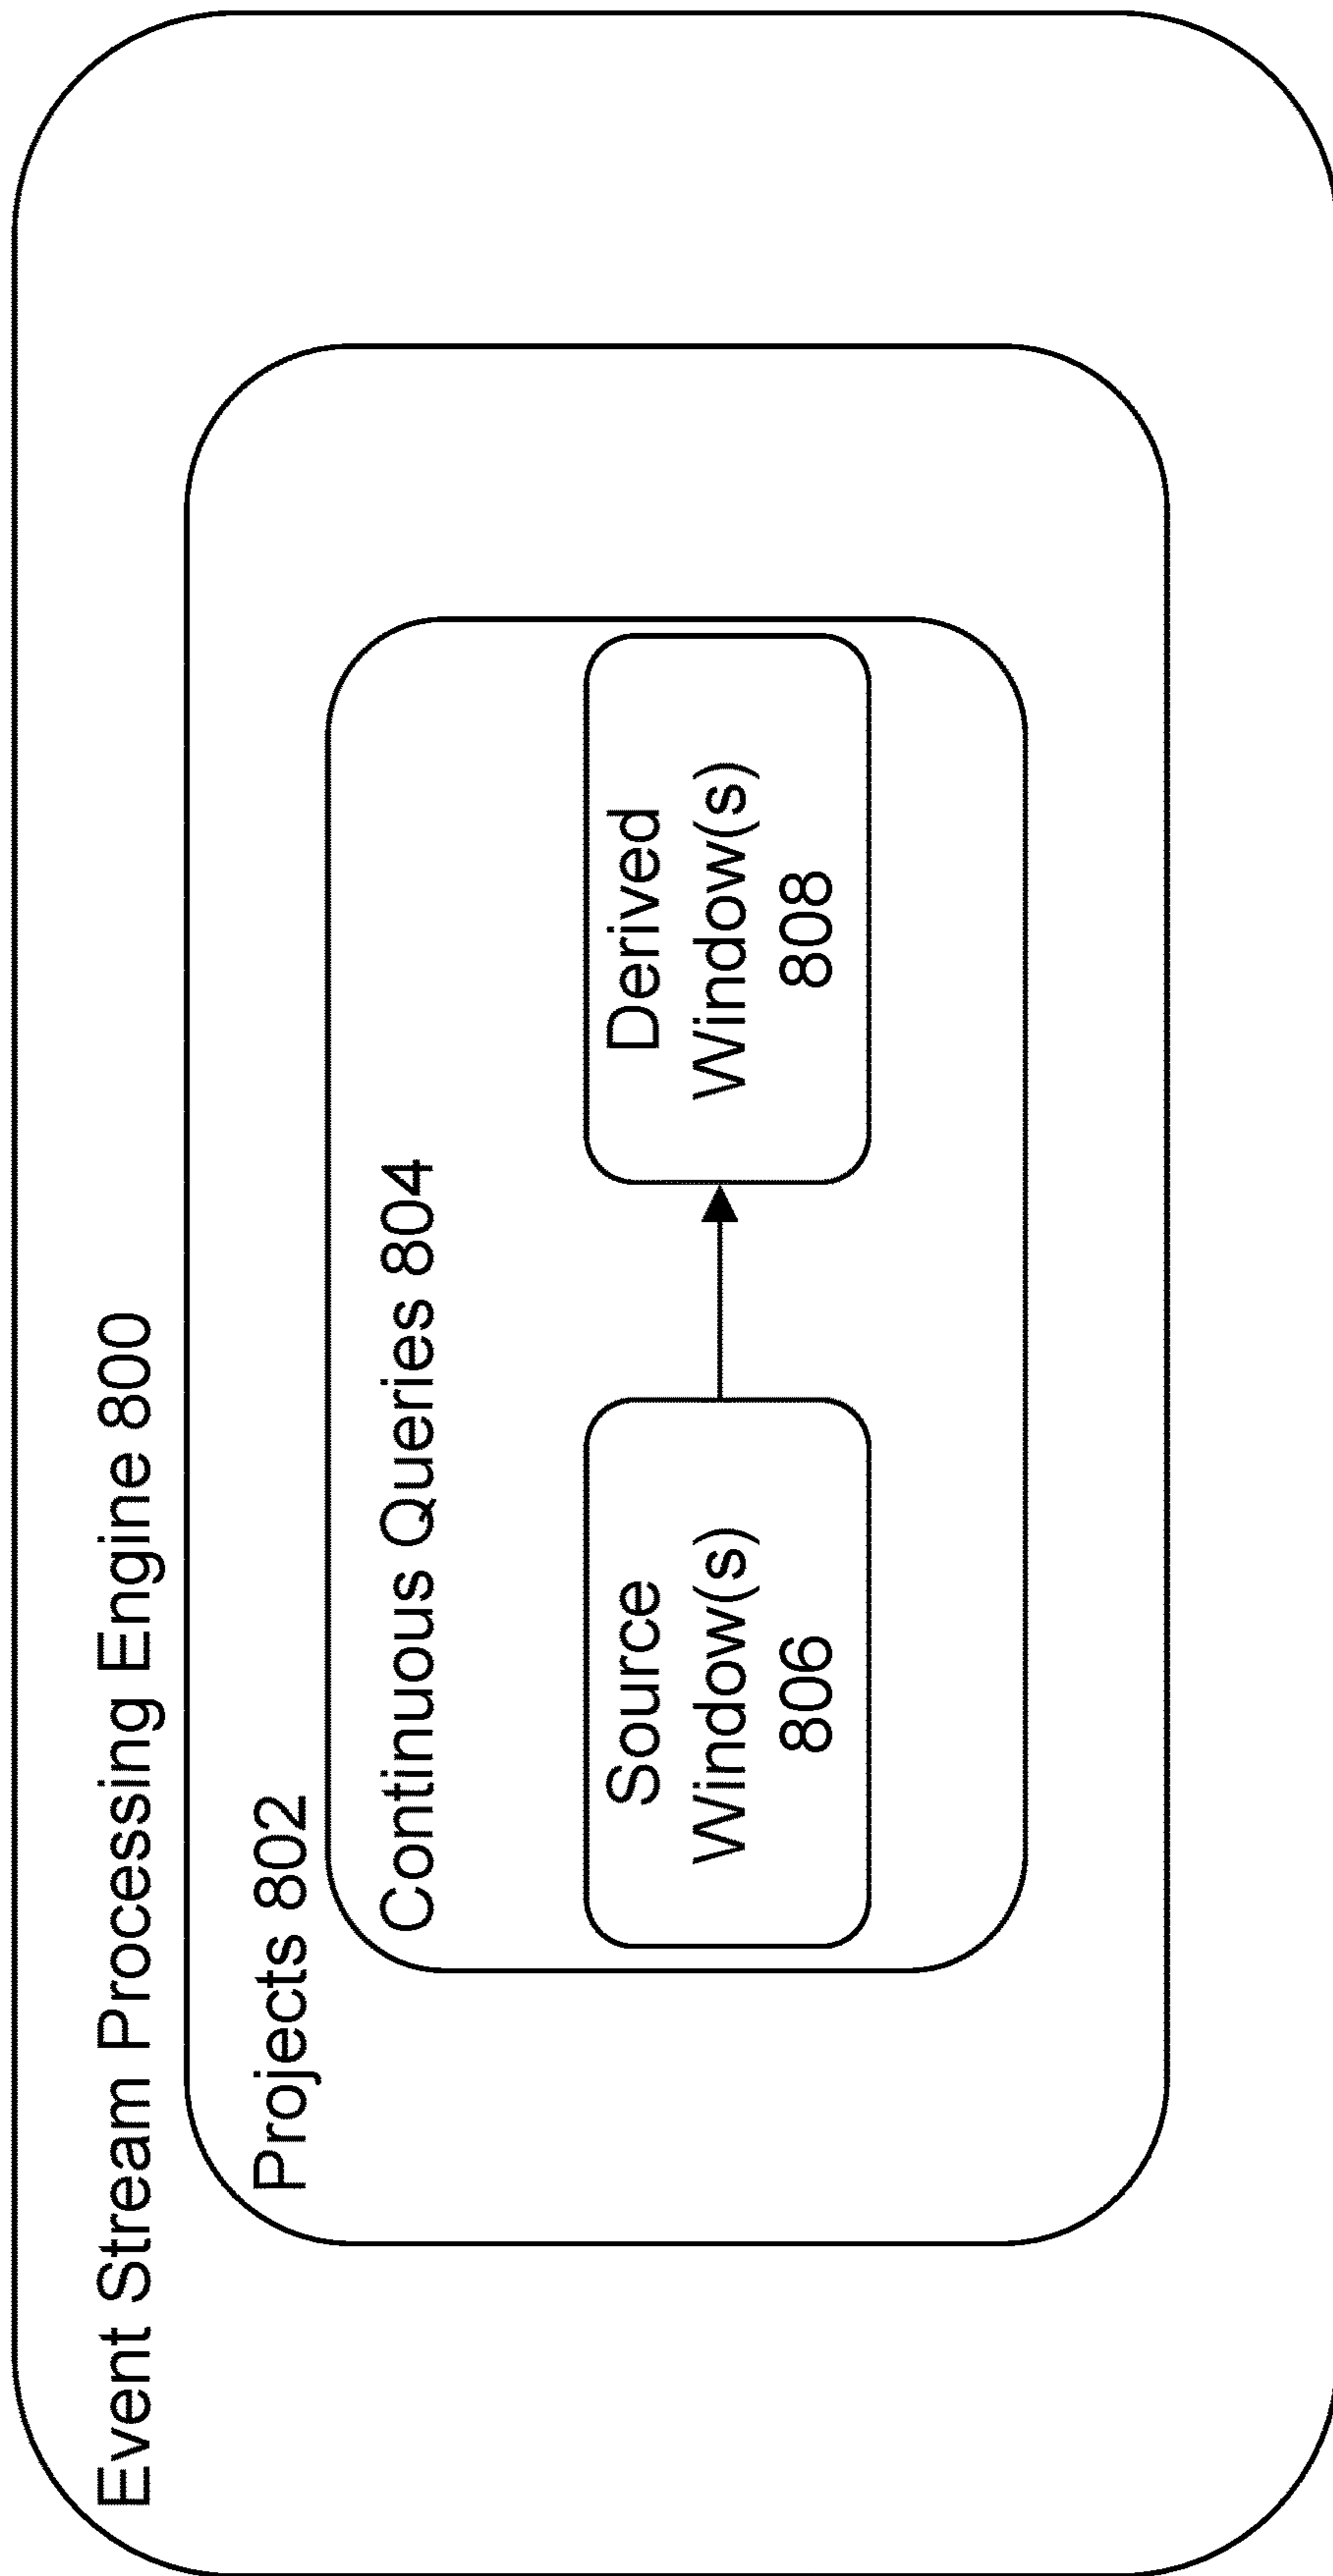 Event Stream Processing Engine 800
Projects 802
Continuous Queries 804
Source
Window(s)
806
Derived
Window(s)
808